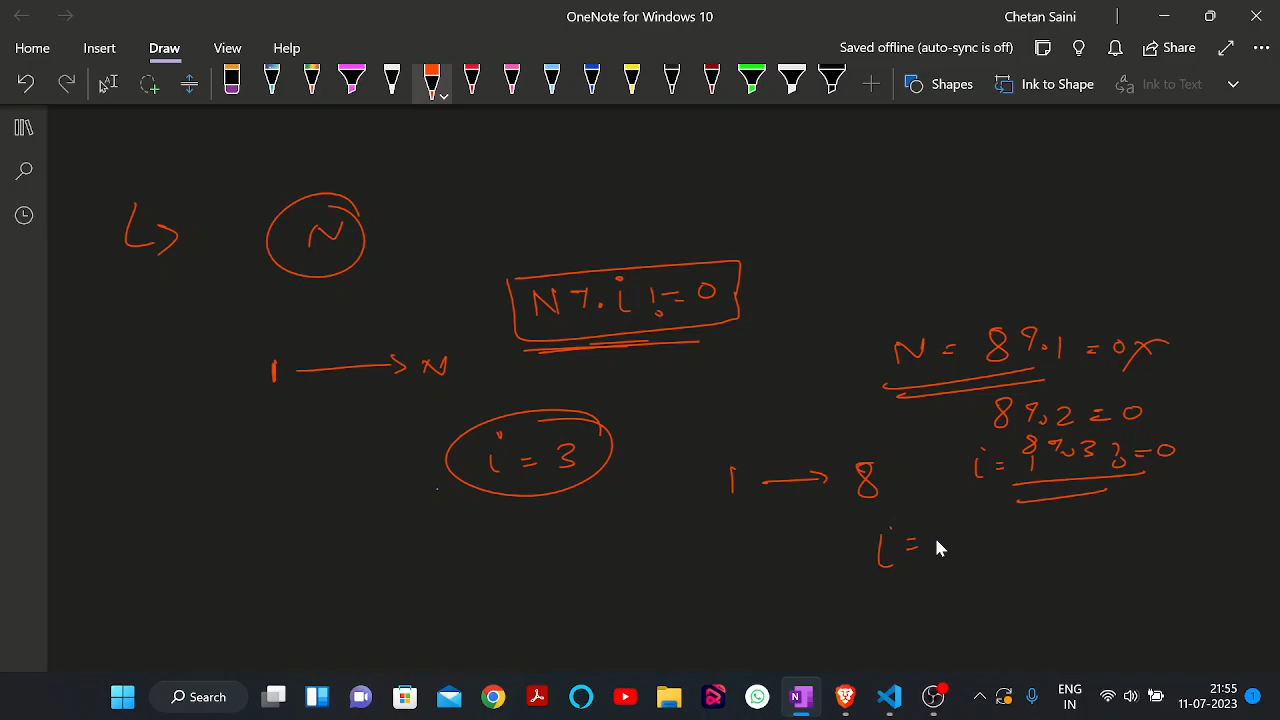 OneNote for Windows 10
Chetan Saini
Home Insert Draw View Help
Saved offline (auto-sync is off)
Share
Shapes
Ink to Shape
Ink to Text
N
N % i != 0
1 → N
N = 8 % 1 = 0 x
8 % 2 = 0
8 % 3 != 0
i = 1
i = 3
1 → 8
i =
Search
ENG
IN
21:55
11-07-2023
1